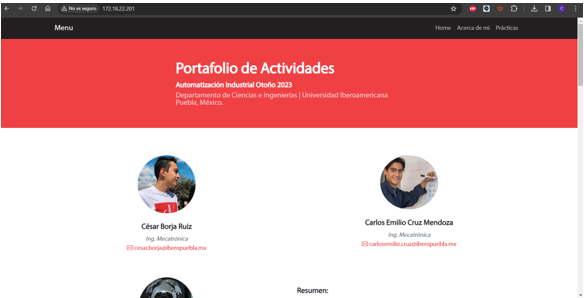 No es seguro 172.18.22.201
Menu
Home Acerca de mi Prácticas
Portafolio de Actividades
Automatización Industrial Otoño 2023
Departamento de Ciencias e Ingenierías | Universidad Iberoamericana
Puebla, México.
César Borja Ruiz
Ing. Mecatrónica
cesar.borja@iberopuebla.mx
Carlos Emilio Cruz Mendoza
Ing. Mecatrónica
carlosemilio.cruz@iberopuebla.mx
Resumen: